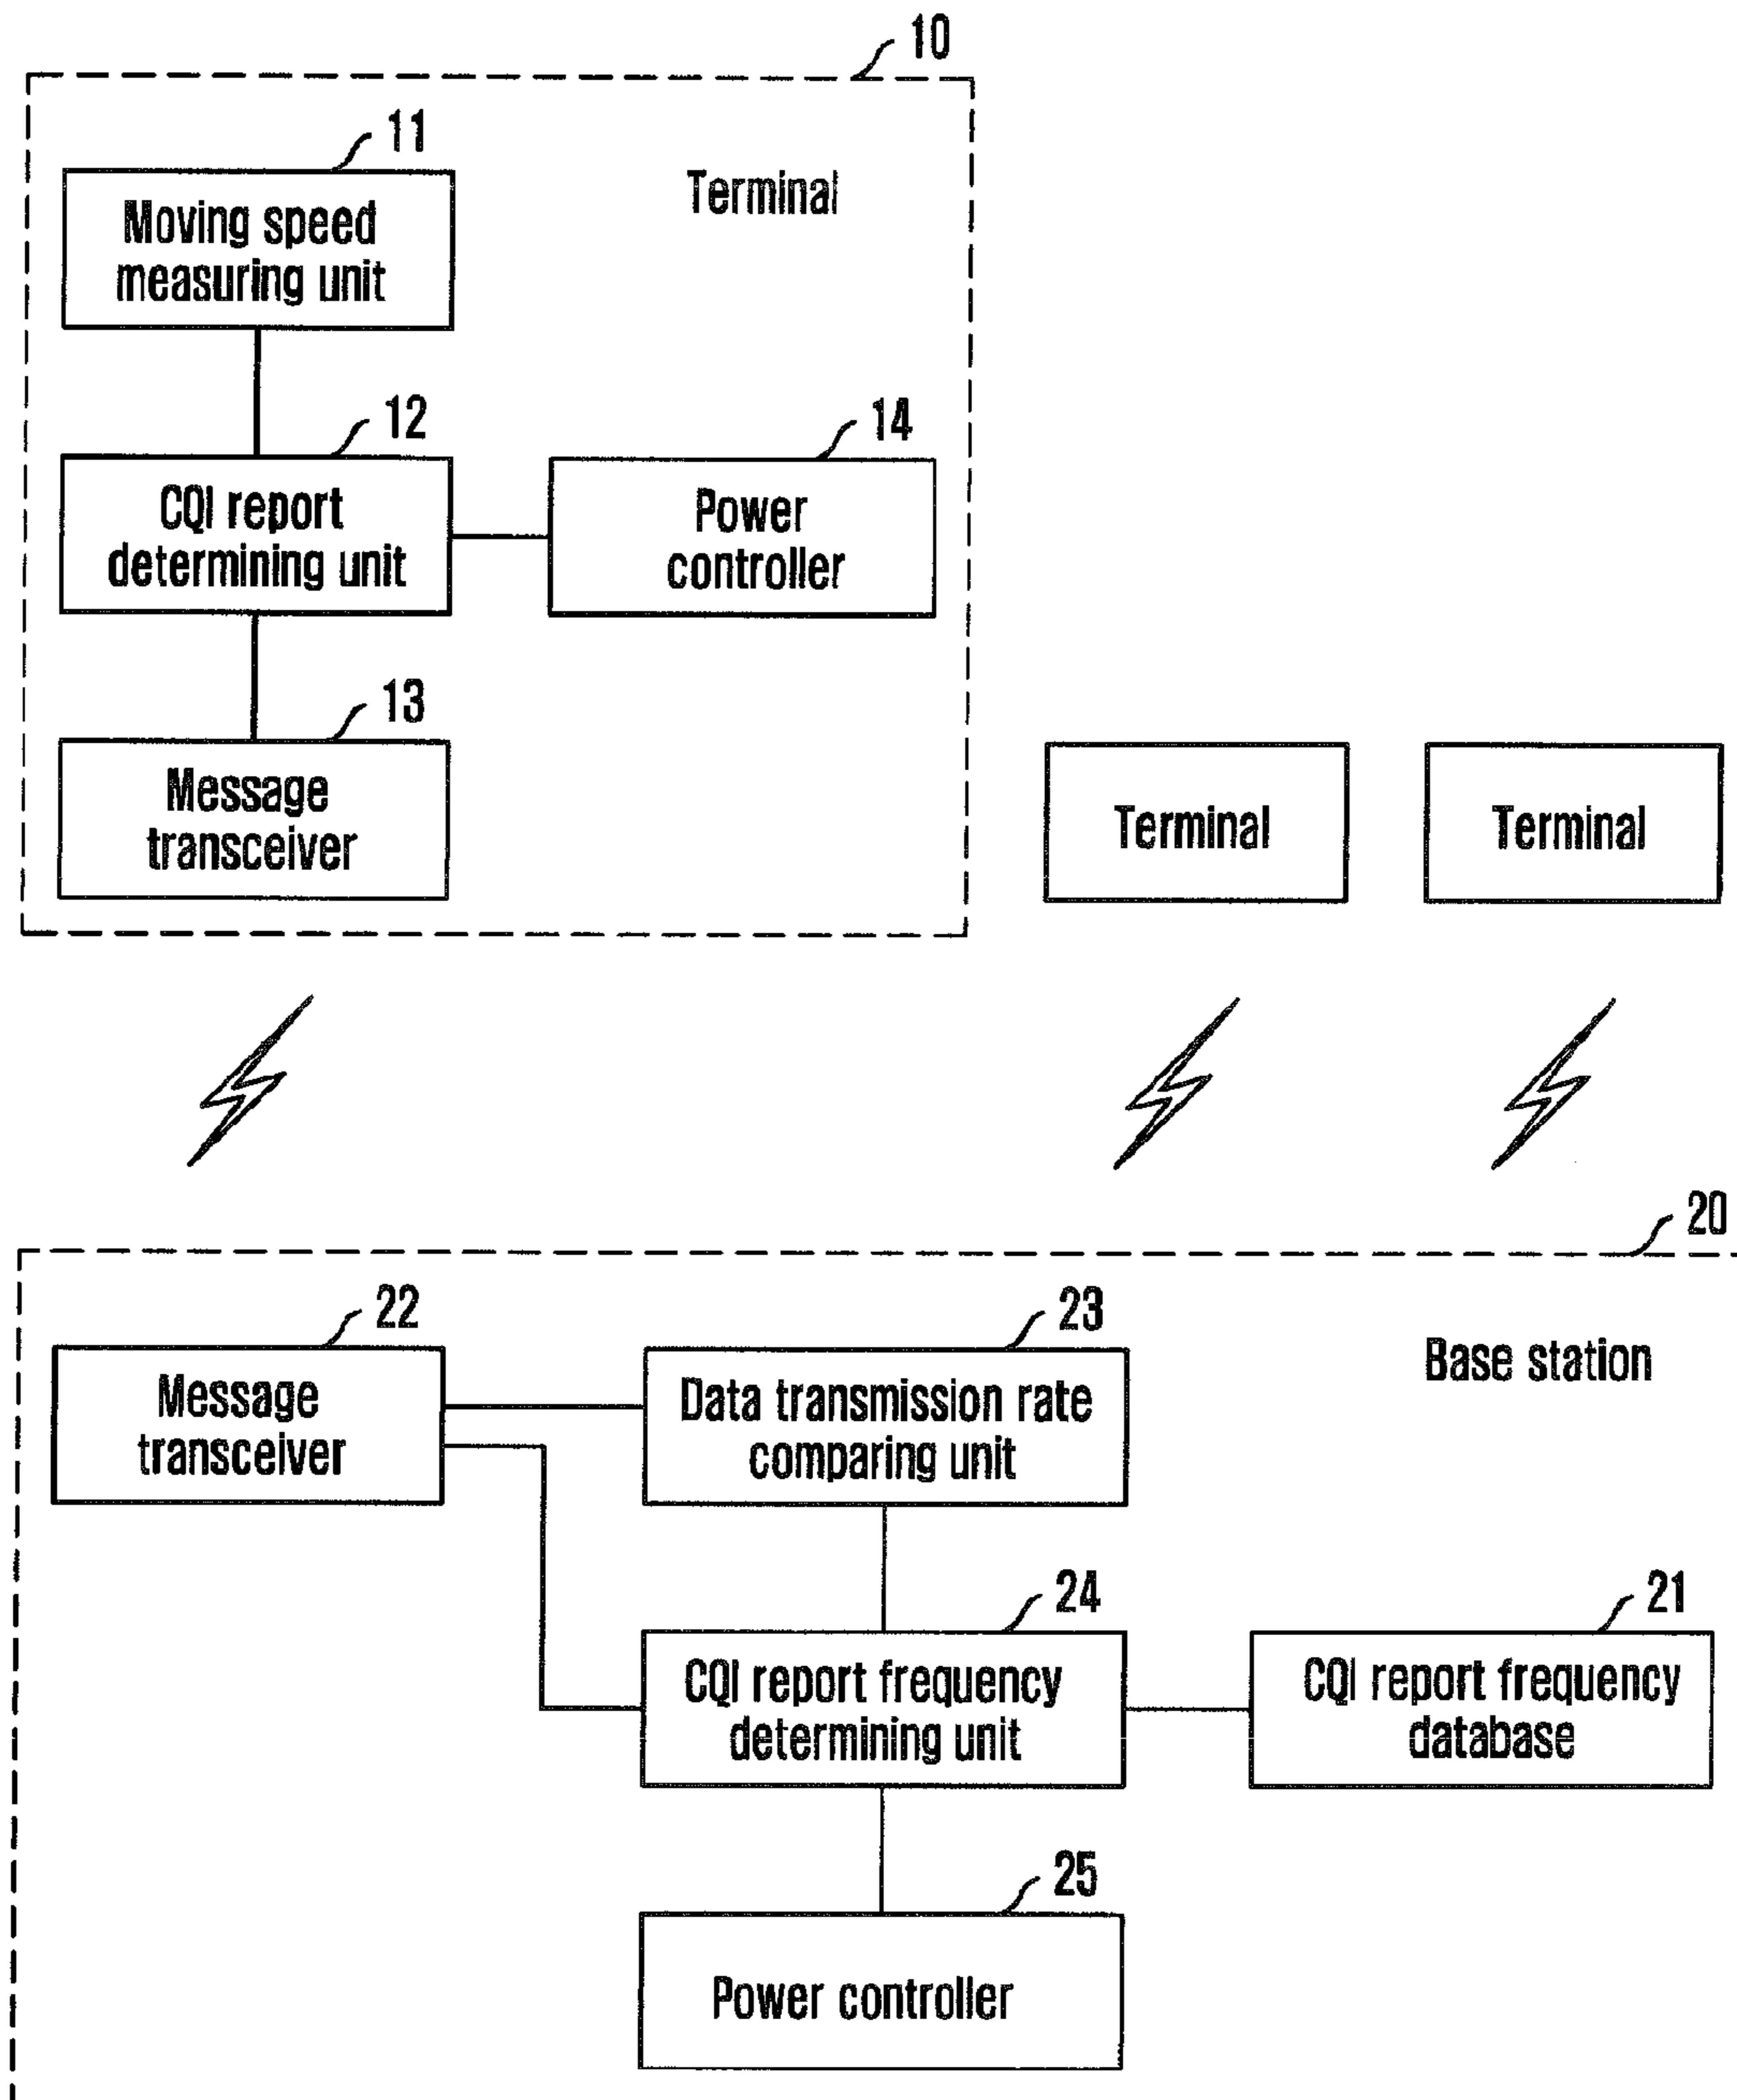 10
11
Terminal
Moving speed
measuring unit
12
14
CQI report
determining unit
Power
controller
13
Message
transceiver
Terminal
Terminal
20
22
23
Base station
Message
transceiver
Data transmission rate
comparing unit
24
21
CQI report frequency
determining unit
CQI report frequency
database
25
Power controller